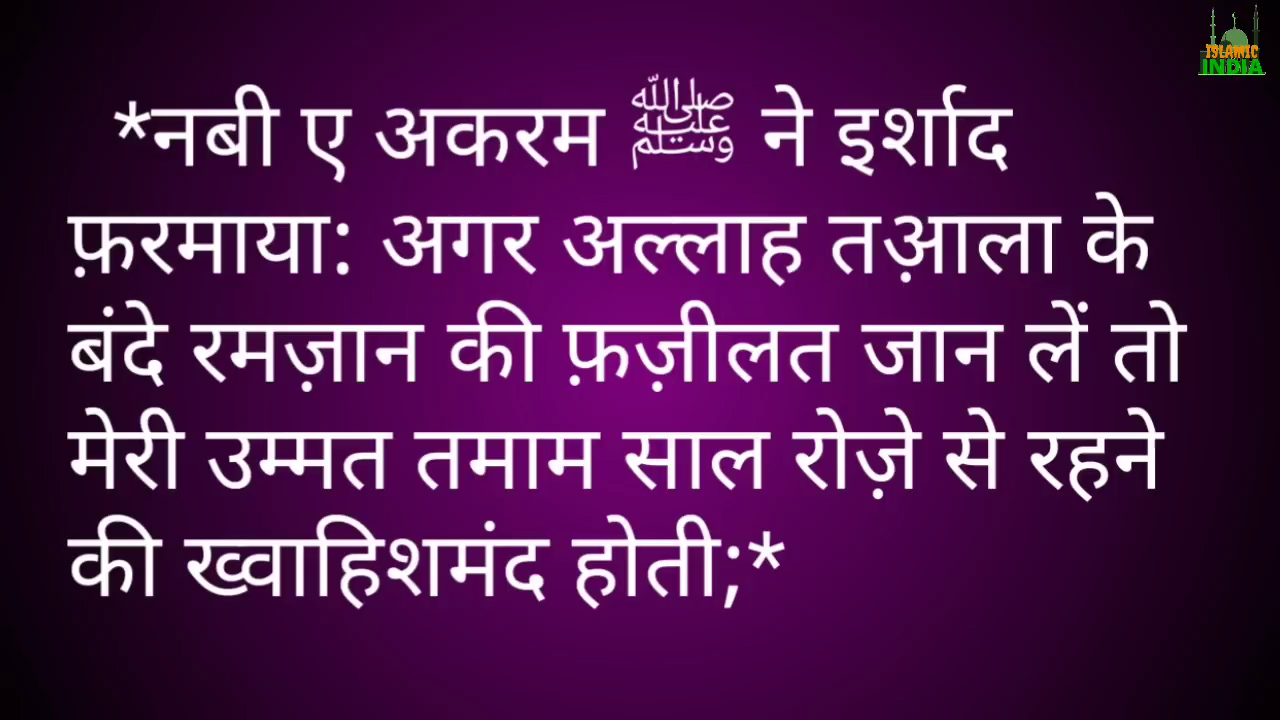 ISLAMIC
INDIA
*नबी ए अकरम ﷺ ने इर्शाद
फ़रमाया: अगर अल्लाह तआ़ला के
बंदे रमज़ान की फ़ज़ीलत जान लें तो
मेरी उम्मत तमाम साल रोज़े से रहने
की ख्वाहिशमंद होती;*